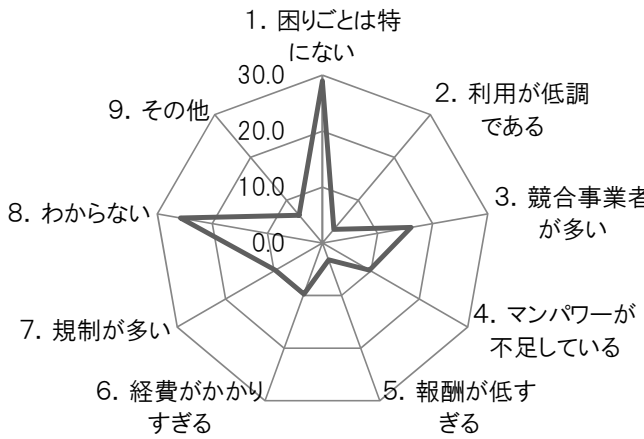 1．困りごとは特
にない
2．利用が低調
である
3．競合事業者
が多い
4．マンパワーが
不足している
5．報酬が低す
ぎる
6．経費がかかり
すぎる
7．規制が多い
8．わからない
9．その他
30.0
20.0
10.0
0.0